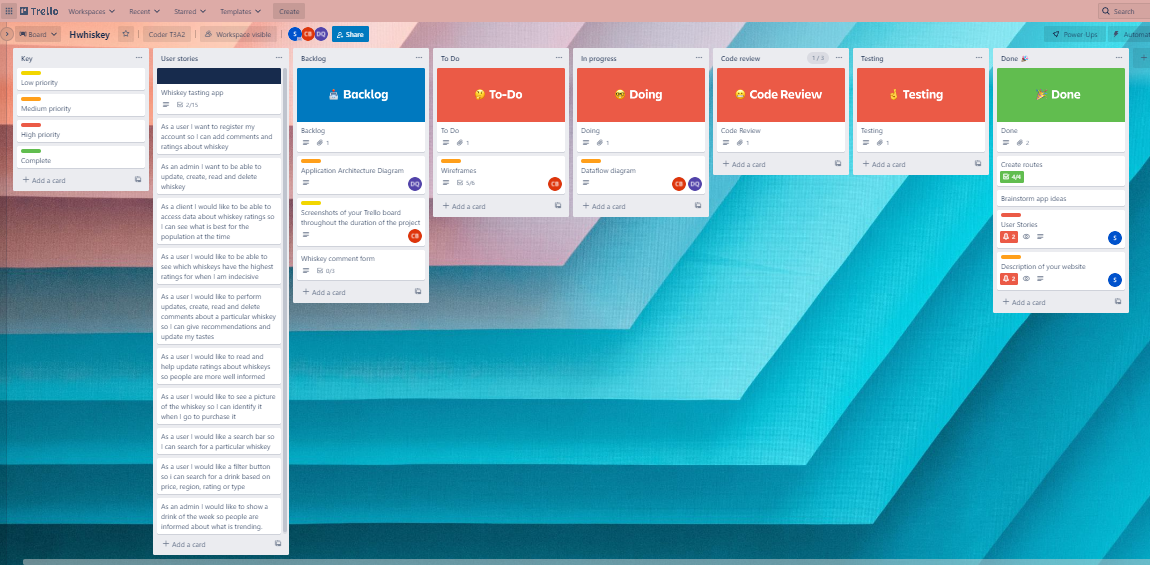 Trello
Workspaces
Recent
Starred
Templates
Create
Search
Board
Hwhiskey
Coder T3A2
Workspace visible
S
CB
DQ
Share
Power-Ups
Automat
Key
Low priority
Medium priority
High priority
Complete
+ Add a card
User stories
Whiskey tasting app
2/15
As a user I want to register my
account so I can add comments and
ratings about whiskey
As an admin I want to be able to
update, create, read and delete
whiskey
As a client I would like to be able to
access data about whiskey ratings so
I can see what is best for the
population at the time
As a user I would like to be able to
see which whiskeys have the highest
ratings for when I am indecisive
As a user I would like to perform
updates, create, read and delete
comments about a particular whiskey
so I can give recommendations and
update my tastes
As a user I would like to read and
help update ratings about whiskeys
so people are more well informed
As a user I would like to see a picture
of the whiskey so I can identify it
when I go to purchase it
As a user I would like a search bar so
I can search for a particular whiskey
As a user I would like a filter button
so i can search for a drink based on
price, region, rating or type
As an admin I would like to show a
drink of the week so people are
informed about what is trending.
+ Add a card
Backlog
Backlog
Backlog
1
Application Architecture Diagram
DQ
Screenshots of your Trello board
throughout the duration of the project
CB
Whiskey comment form
0/3
+ Add a card
To Do
🤔 To-Do
To Do
1
Wireframes
5/6
CB
+ Add a card
In progress
🤓 Doing
Doing
1
Dataflow diagram
CB
DQ
+ Add a card
Code review
Code Review
Code Review
1
+ Add a card
Testing
Testing
Testing
1
+ Add a card
Done 🎉
🎉 Done
Done
2
Create routes
4/4
Brainstorm app ideas
User Stories
2
S
Description of your website
2
S
+ Add a card